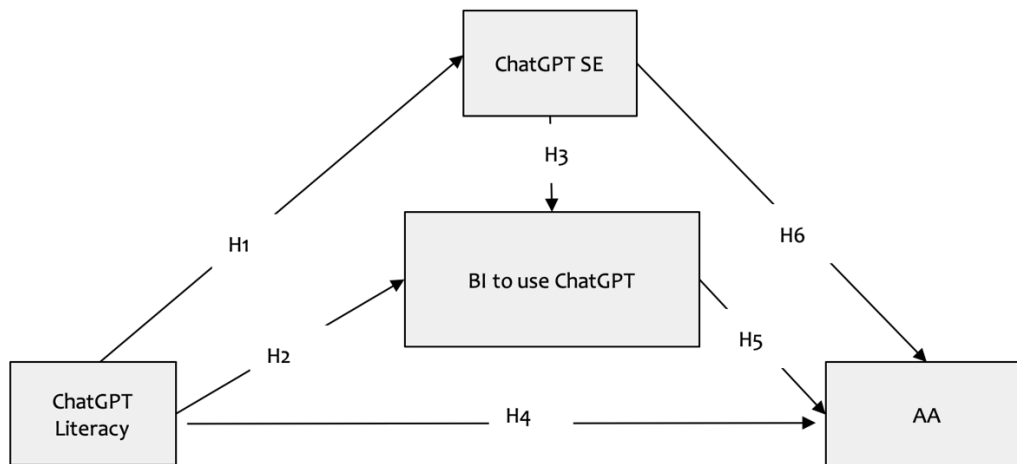 ChatGPT SE
H3
H1
H6
BI to use ChatGPT
H2
H5
ChatGPT
Literacy
H4
AA